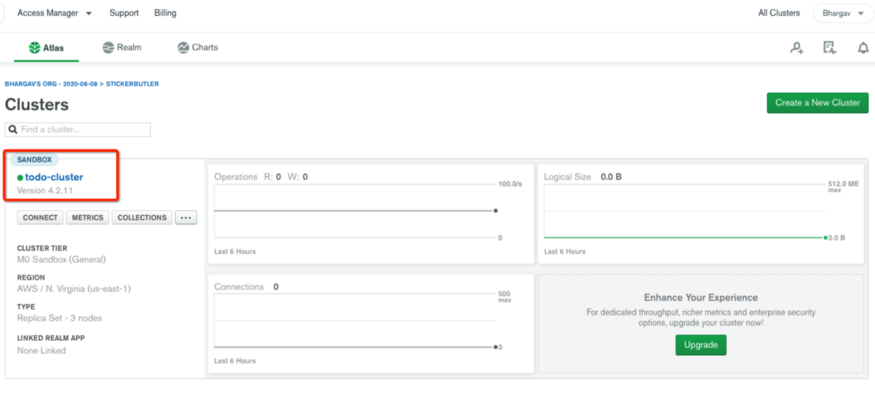 Access Manager Support Billing All Clusters Bhargav
Atlas Realm Charts
BHARGAV'S ORG - 2020-06-08 > STICKERBUTLER
Clusters
Create a New Cluster
Find a cluster...
SANDBOX
todo-cluster
Version 4.2.11
CONNECT METRICS COLLECTIONS ...
CLUSTER TIER
M0 Sandbox (General)
REGION
AWS / N. Virginia (us-east-1)
TYPE
Replica Set - 3 nodes
LINKED REALM APP
None Linked
Operations R: 0 W: 0
100.0/s
0
Last 6 Hours
Logical Size 0.0 B
512.0 MB
max
0.0 B
Last 6 Hours
Connections 0
500
max
0
Last 6 Hours
Enhance Your Experience
For dedicated throughput, richer metrics and enterprise security
options, upgrade your cluster now!
Upgrade